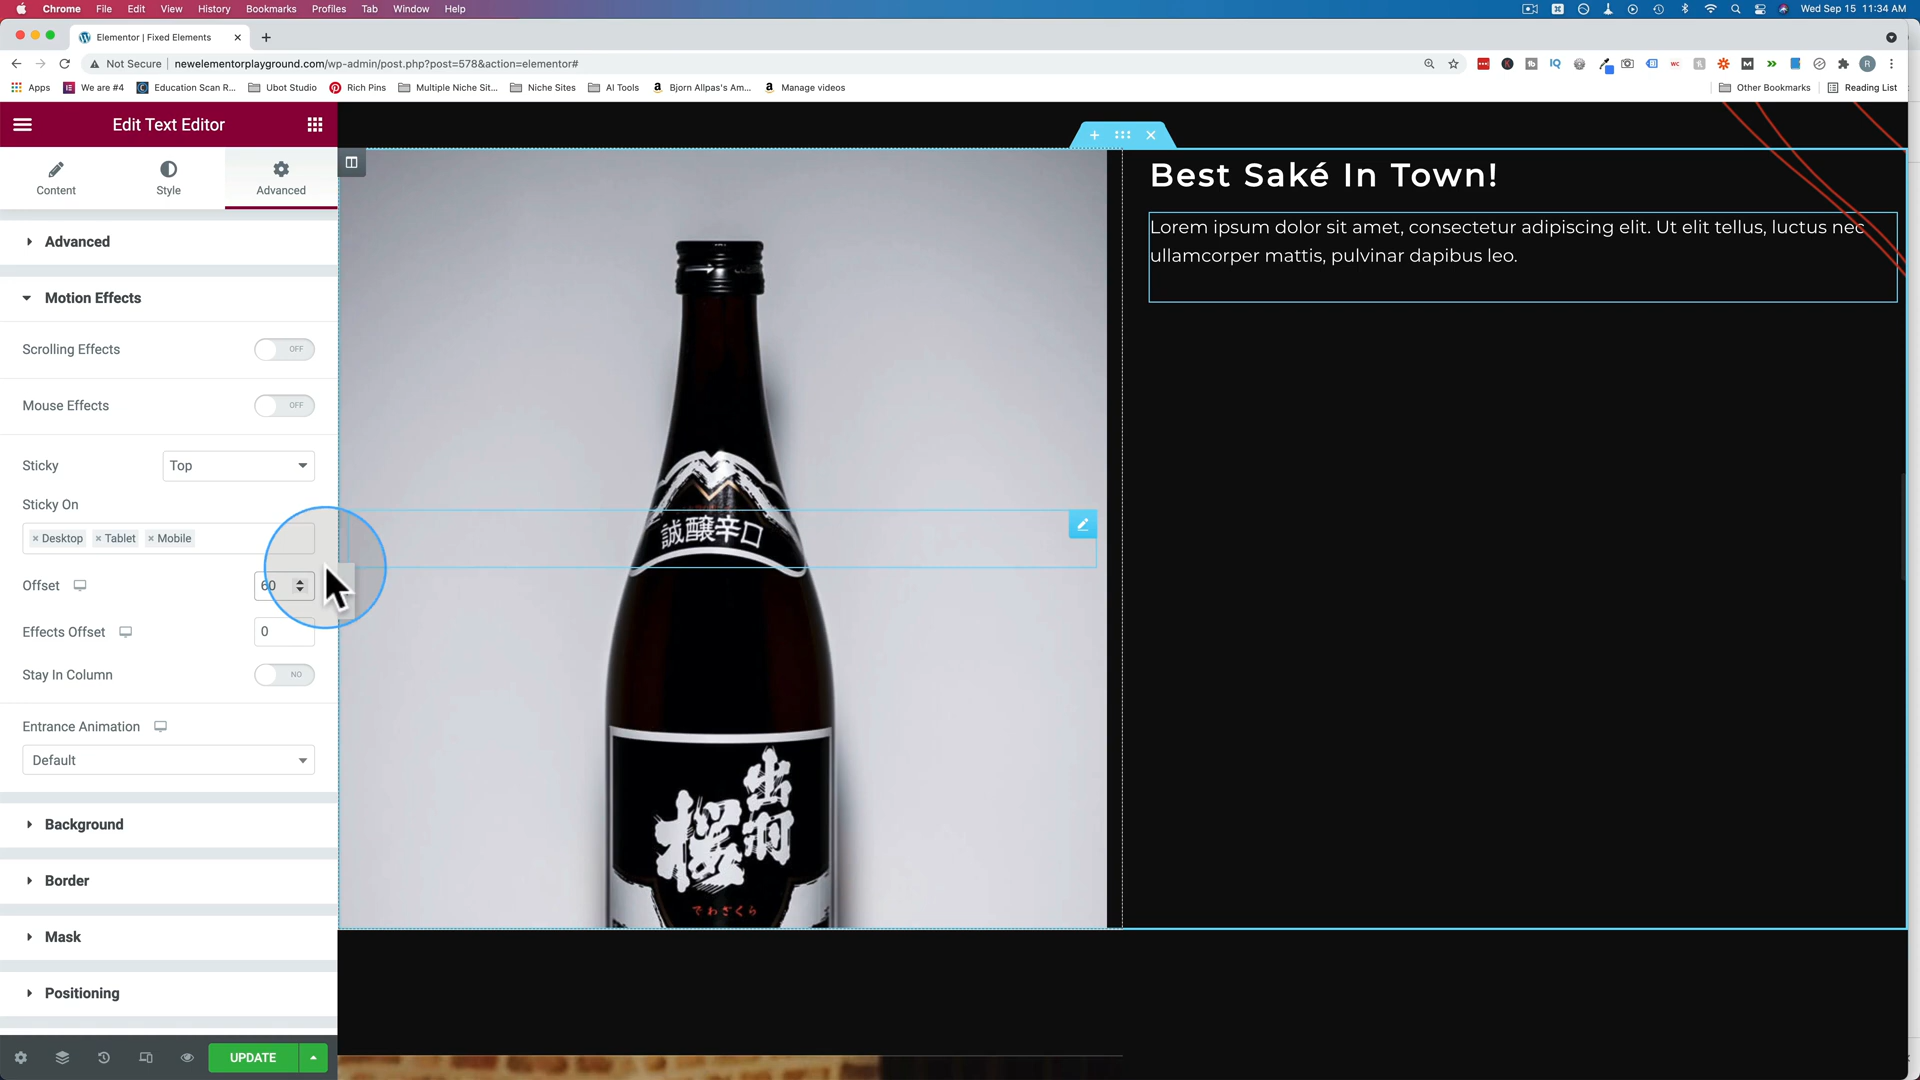 Chrome File Edit View History Bookmarks Profiles Tab Window Help
Wed Sep 15 11:34 AM
Elementor | Fixed Elements
Not Secure | newelementorplayground.com/wp-admin/post.php?post=578&action=elementor#
Apps We are #4 Education Scan R... Ubot Studio Rich Pins Multiple Niche Sit... Niche Sites AI Tools Bjorn Allpas's Am... Manage videos Other Bookmarks Reading List
Edit Text Editor
Content Style Advanced
Advanced
Motion Effects
Scrolling Effects OFF
Mouse Effects OFF
Sticky Top
Sticky On
× Desktop × Tablet × Mobile
Offset 60
Effects Offset 0
Stay In Column NO
Entrance Animation
Default
Background
Border
Mask
Positioning
UPDATE
Best Saké In Town!
Lorem ipsum dolor sit amet, consectetur adipiscing elit. Ut elit tellus, luctus nec
ullamcorper mattis, pulvinar dapibus leo.
誠醸辛口
出羽
桜
でわざくら